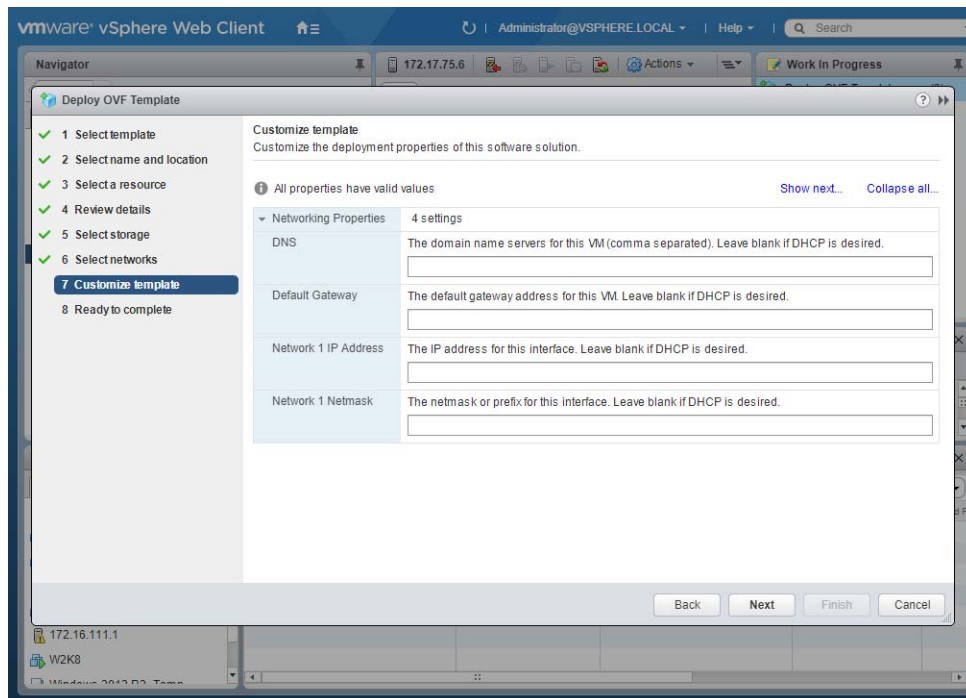 vmware® vSphere Web Client
Administrator@VSPHERE.LOCAL
Help
Search
Navigator
172.17.75.6
Actions
Work In Progress
Deploy OVF Template
1 Select template
2 Select name and location
3 Select a resource
4 Review details
5 Select storage
6 Select networks
7 Customize template
8 Ready to complete
Customize template
Customize the deployment properties of this software solution.
All properties have valid values
Show next...
Collapse all...
Networking Properties
4 settings
DNS
The domain name servers for this VM (comma separated). Leave blank if DHCP is desired.
Default Gateway
The default gateway address for this VM. Leave blank if DHCP is desired.
Network 1 IP Address
The IP address for this interface. Leave blank if DHCP is desired.
Network 1 Netmask
The netmask or prefix for this interface. Leave blank if DHCP is desired.
Back
Next
Finish
Cancel
172.16.111.1
W2K8
Windows 2012 R2